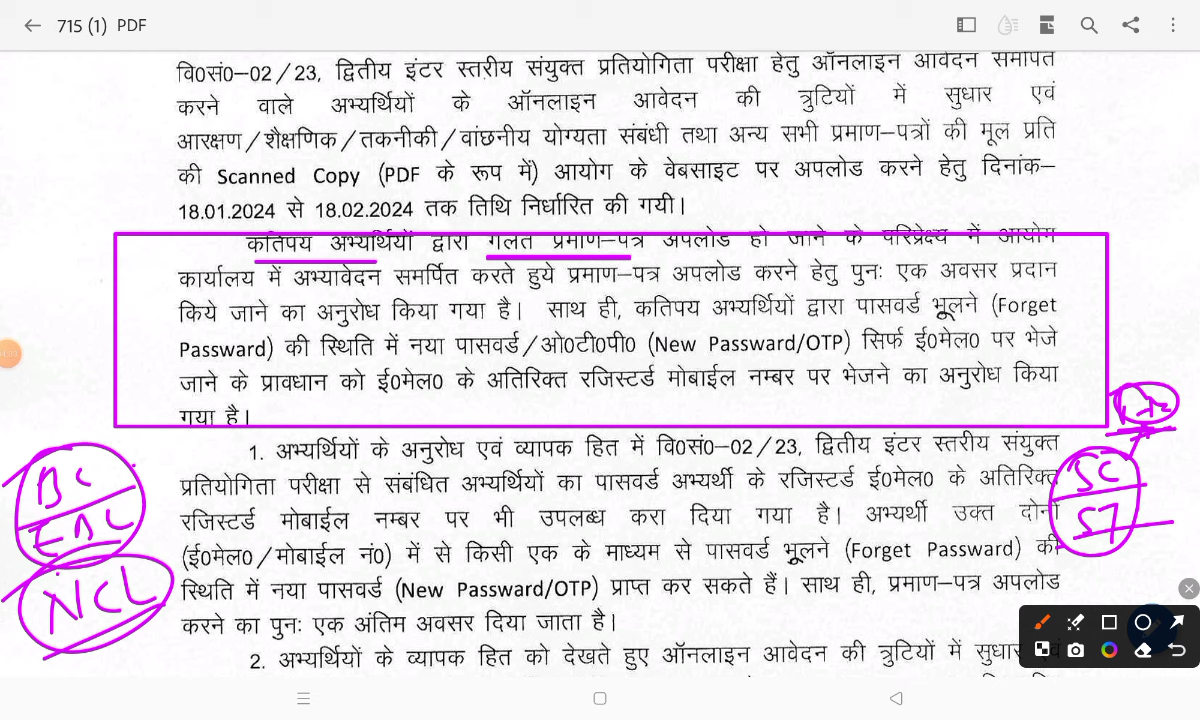 715 (1) PDF
वि0सं0–02/23, द्वितीय इंटर स्तरीय संयुक्त प्रतियोगिता परीक्षा हेतु ऑनलाइन आवेदन समर्पित
करने वाले अभ्यर्थियों के ऑनलाइन आवेदन की त्रुटियों में सुधार एवं
आरक्षण/शैक्षणिक/तकनीकी/वांछनीय योग्यता संबंधी तथा अन्य सभी प्रमाण–पत्रों की मूल प्रति
की Scanned Copy (PDF के रूप में) आयोग के वेबसाइट पर अपलोड करने हेतु दिनांक–
18.01.2024 से 18.02.2024 तक तिथि निर्धारित की गयी।
कतिपय अभ्यर्थियों द्वारा गलत प्रमाण–पत्र अपलोड हो जाने के परिप्रेक्ष्य में आयोग
कार्यालय में अभ्यावेदन समर्पित करते हुये प्रमाण–पत्र अपलोड करने हेतु पुनः एक अवसर प्रदान
किये जाने का अनुरोध किया गया है। साथ ही, कतिपय अभ्यर्थियों द्वारा पासवर्ड भूलने (Forget
Passward) की स्थिति में नया पासवर्ड/ओ0टी0पी0 (New Passward/OTP) सिर्फ ई0मेल0 पर भेजे
जाने के प्रावधान को ई0मेल0 के अतिरिक्त रजिस्टर्ड मोबाईल नम्बर पर भेजने का अनुरोध किया
गया है।
1. अभ्यर्थियों के अनुरोध एवं व्यापक हित में वि0सं0–02/23, द्वितीय इंटर स्तरीय संयुक्त
प्रतियोगिता परीक्षा से संबंधित अभ्यर्थियों का पासवर्ड अभ्यर्थी के रजिस्टर्ड ई0मेल0 के अतिरिक्त
रजिस्टर्ड मोबाईल नम्बर पर भी उपलब्ध करा दिया गया है। अभ्यर्थी उक्त दोनों
(ई0मेल0/मोबाईल नं0) में से किसी एक के माध्यम से पासवर्ड भूलने (Forget Passward) की
स्थिति में नया पासवर्ड (New Passward/OTP) प्राप्त कर सकते हैं। साथ ही, प्रमाण–पत्र अपलोड
करने का पुनः एक अंतिम अवसर दिया जाता है।
2. अभ्यर्थियों के व्यापक हित को देखते हुए ऑनलाइन आवेदन की त्रुटियों में सुधार एवं
BC
EBC
NCL
SC
ST